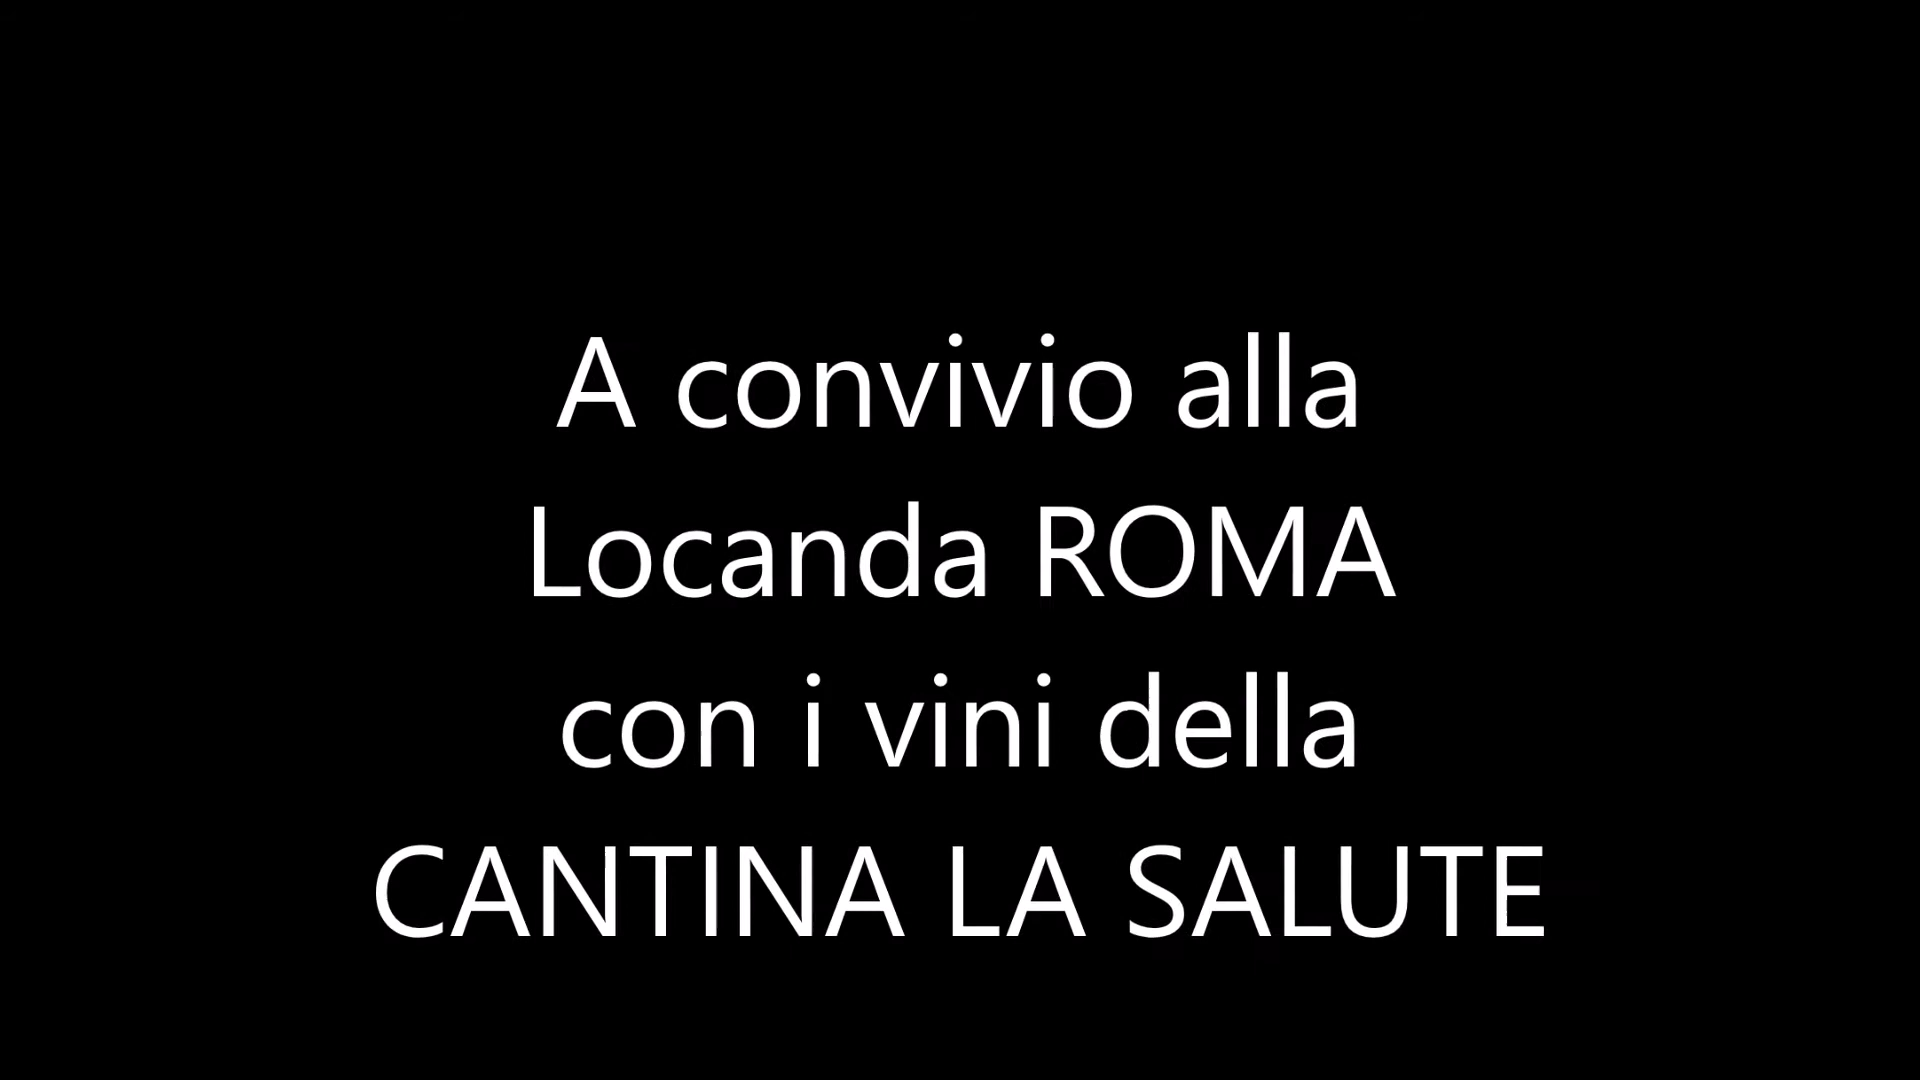 A convivio alla
Locanda ROMA
con i vini della
CANTINA LA SALUTE